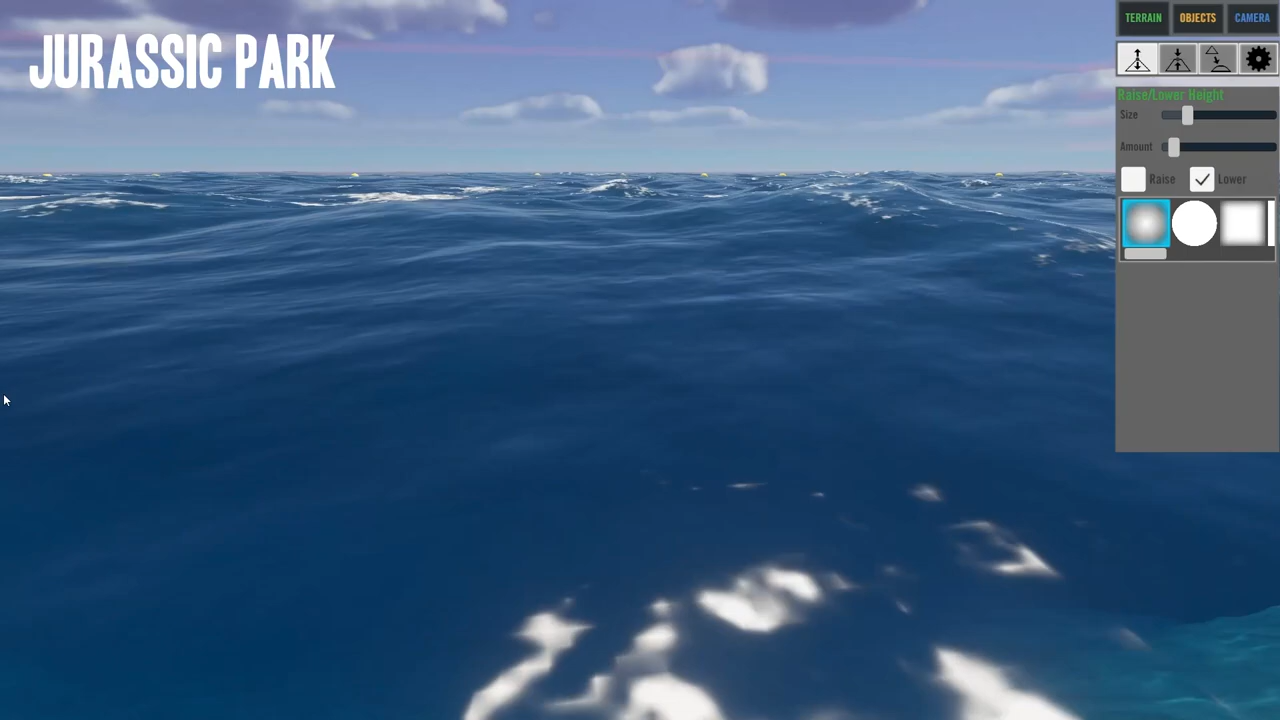 JURASSIC PARK
TERRAIN OBJECTS CAMERA
Raise/Lower Height
Size
Amount
Raise Lower